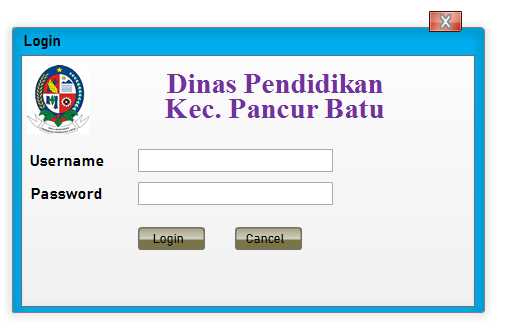 X
Login
Dinas Pendidikan
Kec. Pancur Batu
Username
Password
Login
Cancel